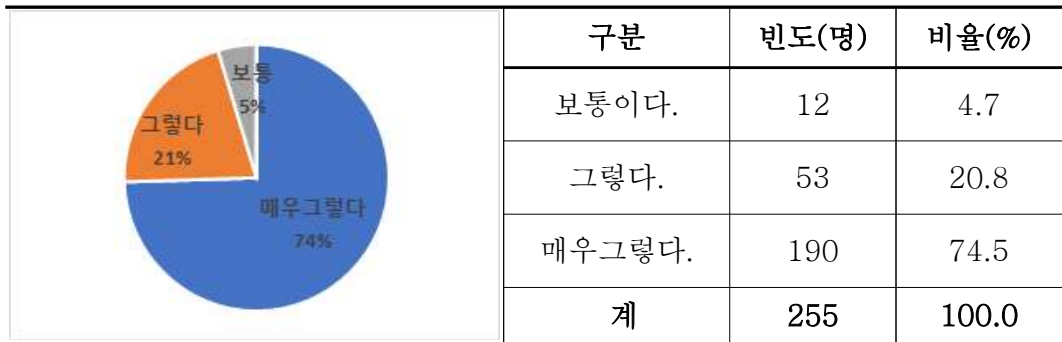 보통
5%
그렇다
21%
매우그렇다
74%
구분 빈도(명) 비율(%)
보통이다. 12 4.7
그렇다. 53 20.8
매우그렇다. 190 74.5
계 255 100.0